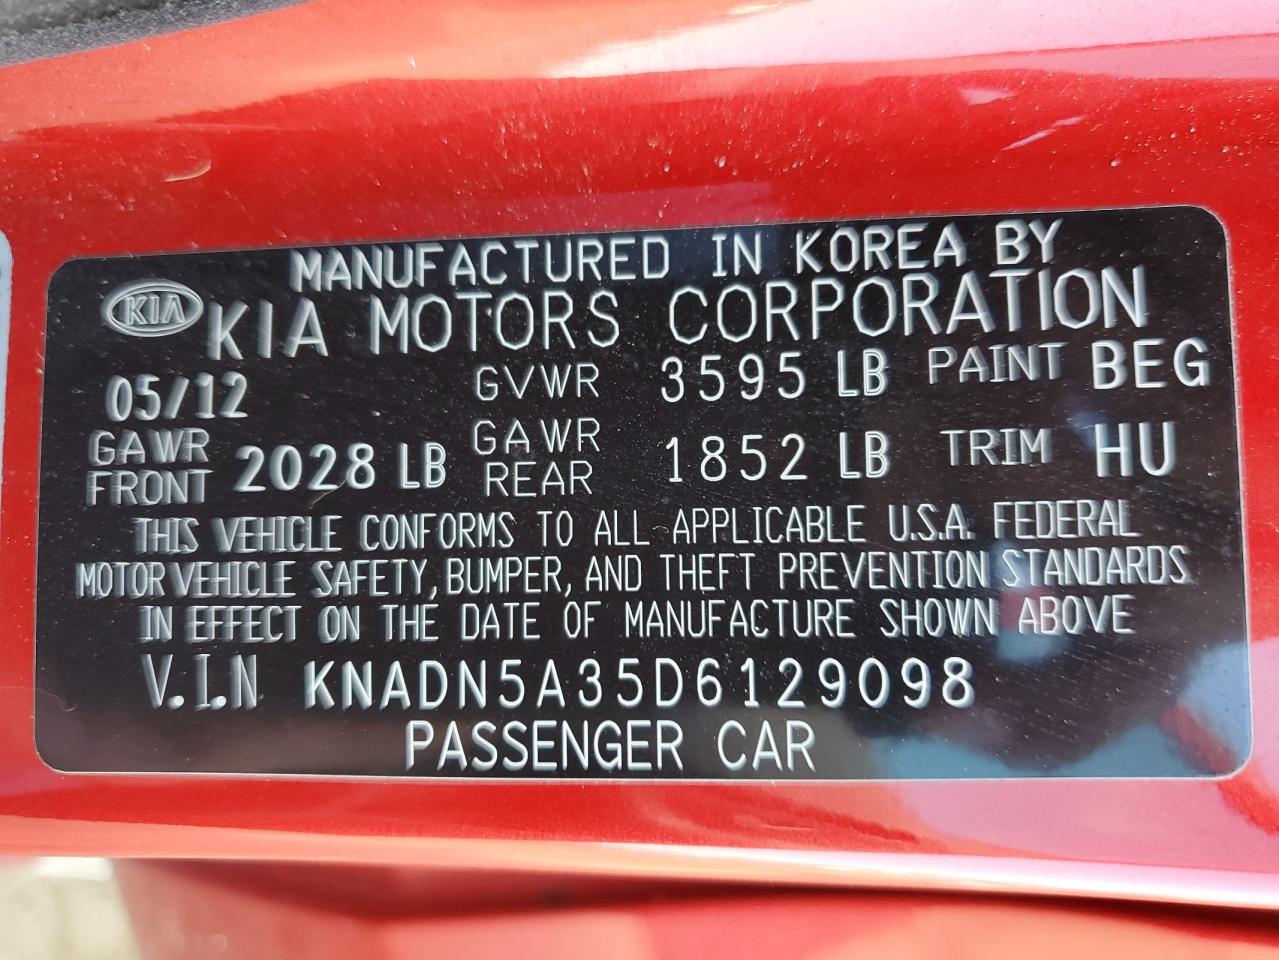 MANUFACTURED IN KOREA BY
KIA KIA MOTORS CORPORATION
05/12 GVWR 3595 LB PAINT BEG
GAWR FRONT 2028 LB GAWR REAR 1852 LB TRIM HU
THIS VEHICLE CONFORMS TO ALL APPLICABLE U.S.A. FEDERAL
MOTOR VEHICLE SAFETY, BUMPER, AND THEFT PREVENTION STANDARDS
IN EFFECT ON THE DATE OF MANUFACTURE SHOWN ABOVE
V.I.N KNADN5A35D6129098
PASSENGER CAR